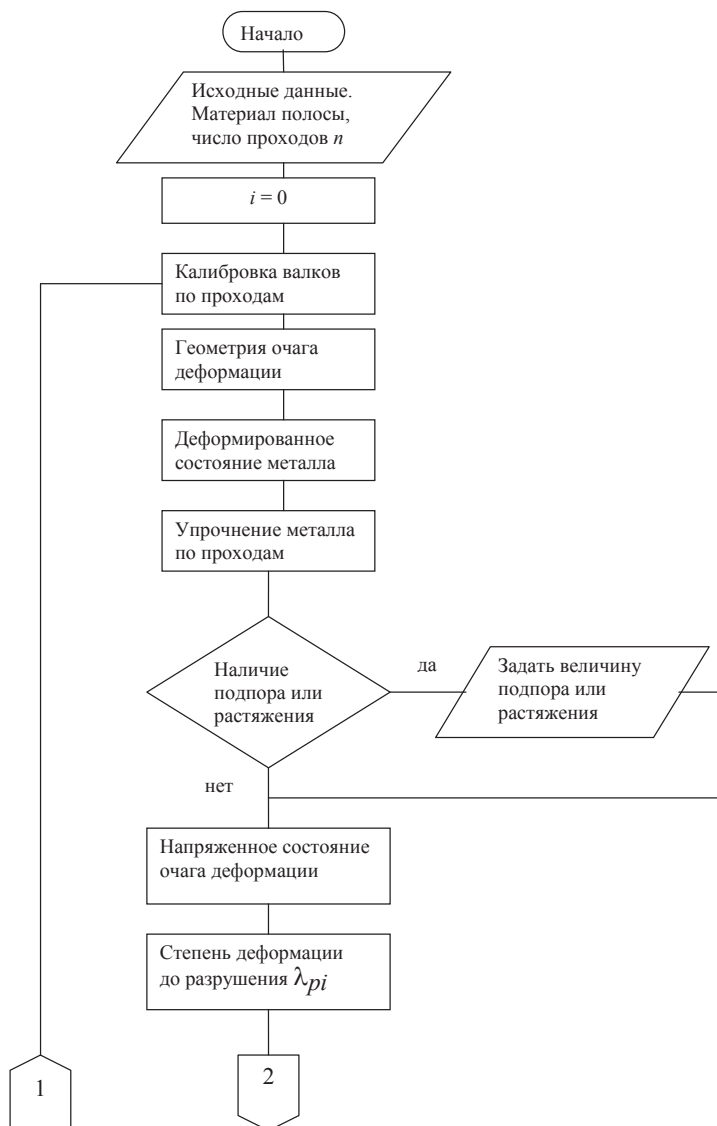 Начало
Исходные данные.
Материал полосы,
число проходов n
i = 0
Калибровка валков
по проходам
Геометрия очага
деформации
Деформированное
состояние металла
Упрочнение металла
по проходам
Наличие
подпора или
растяжения
да
Задать величину
подпора или
растяжения
нет
Напряженное состояние
очага деформации
Степень деформации
до разрушения λpi
1
2